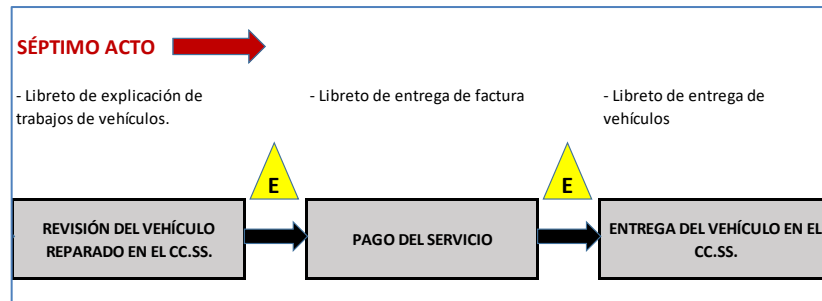 SÉPTIMO ACTO
- Libreto de explicación de
trabajos de vehículos.
- Libreto de entrega de factura
- Libreto de entrega de
vehículos
E
E
REVISIÓN DEL VEHÍCULO
REPARADO EN EL CC.SS.
PAGO DEL SERVICIO
ENTREGA DEL VEHÍCULO EN EL
CC.SS.